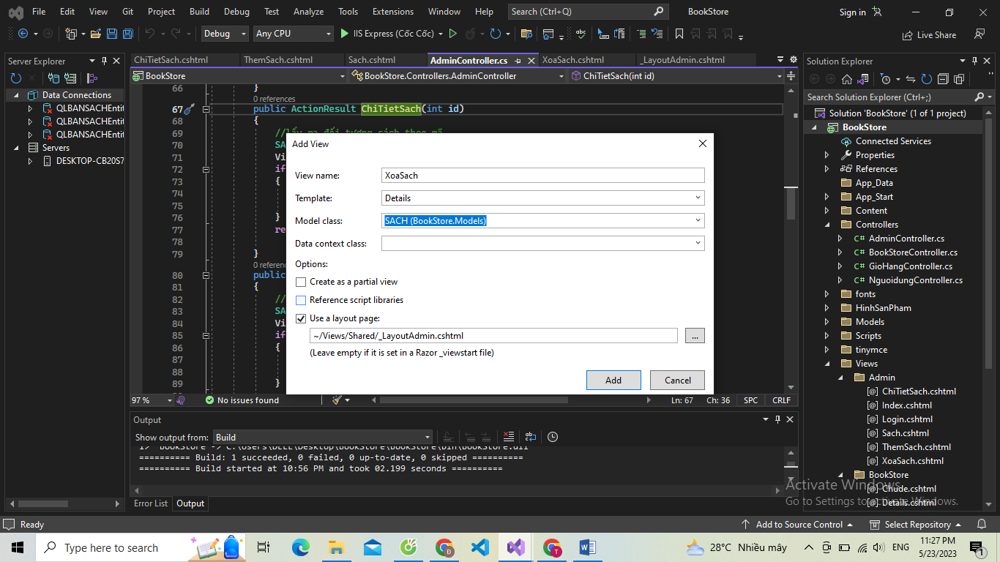 File Edit View Git Project Build Debug Test Analyze Tools Extensions Window Help Search (Ctrl+Q) BookStore Sign in
Debug Any CPU IIS Express (Cốc Cốc) Live Share
Server Explorer
Data Connections
QLBANSACHEntit
QLBANSACHEntit
QLBANSACHEntit
Servers
DESKTOP-CB20S7
ChiTietSach.cshtml ThemSach.cshtml Sach.cshtml AdminController.cs XoaSach.cshtml _LayoutAdmin.cshtml
BookStore BookStore.Controllers.AdminController ChiTietSach(int id)
66 }
0 references
67 public ActionResult ChiTietSach(int id)
68 {
69 //lấy ra đối tượng sách theo mã
70 SA
71 Vi
72 if
73 {
74
75
76 }
77 re
78
79 }
0 referenc
80 public
81 {
82 //
83 SA
84 Vi
85 if
86 {
87
88
89 }
Add View
View name: XoaSach
Template: Details
Model class: SACH (BookStore.Models)
Data context class:
Options:
Create as a partial view
Reference script libraries
Use a layout page:
~/Views/Shared/_LayoutAdmin.cshtml ...
(Leave empty if it is set in a Razor _viewstart file)
Add Cancel
97 % No issues found Ln: 67 Ch: 36 SPC CRLF
Output
Show output from: Build
1> BookStore -> C:\Users\DELL\Desktop\BookStore\BookStore\bin\BookStore.dll
========== Build: 1 succeeded, 0 failed, 0 up-to-date, 0 skipped ==========
========== Build started at 10:56 PM and took 02.199 seconds ==========
Error List Output
Solution Explorer
Search Solution Explorer (Ctrl+;)
Solution 'BookStore' (1 of 1 project)
BookStore
Connected Services
Properties
References
App_Data
App_Start
Content
Controllers
C# AdminController.cs
C# BookStoreController.cs
C# GioHangController.cs
C# NguoidungController.cs
fonts
HinhSanPham
Models
Scripts
tinymce
Views
Admin
[@] ChiTietSach.cshtml
[@] Index.cshtml
[@] Login.cshtml
[@] Sach.cshtml
[@] ThemSach.cshtml
[@] XoaSach.cshtml
BookStore
[@] Chude.cshtml
[@] Details.cshtml
Activate Windows
Go to Settings to activate Windows.
Ready Add to Source Control Select Repository
Type here to search 28°C Nhiều mây ENG 11:27 PM
5/23/2023 1